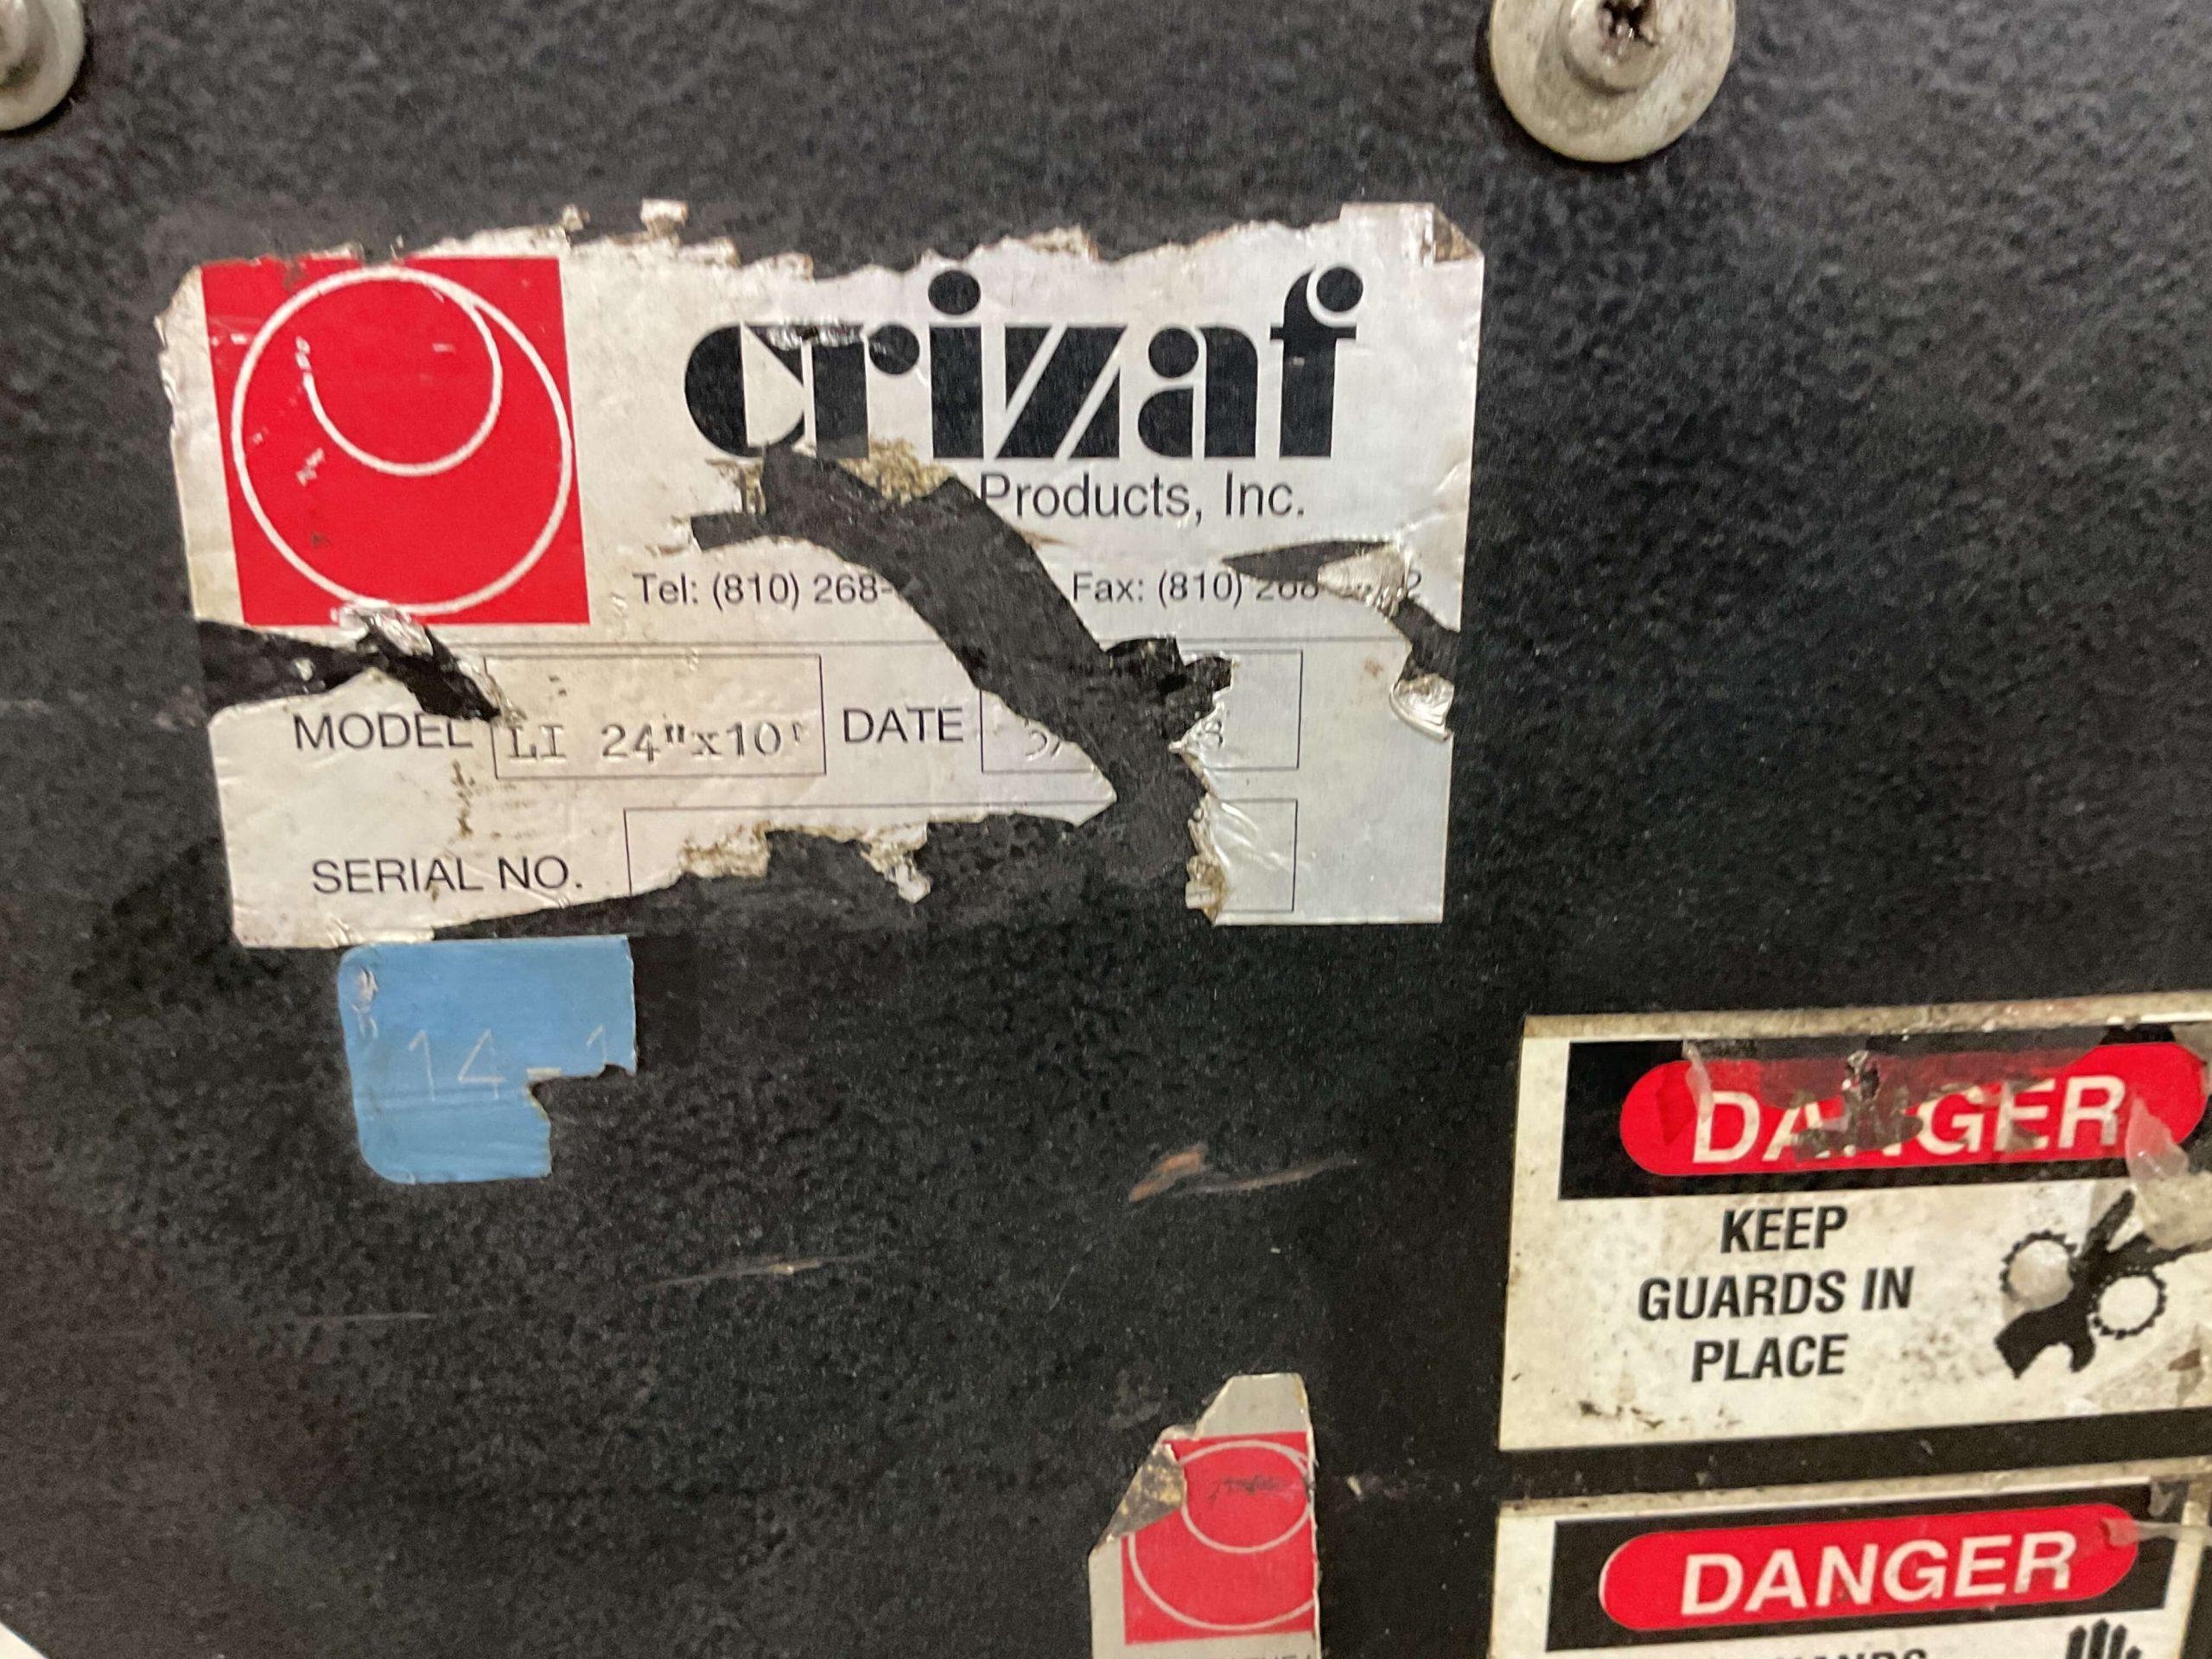 crizaf
Products, Inc.
Tel: (810) 268-
Fax: (810)
MODEL LI 24"x10' DATE
SERIAL NO.
14-1
DANGER
KEEP
GUARDS IN
PLACE
DANGER